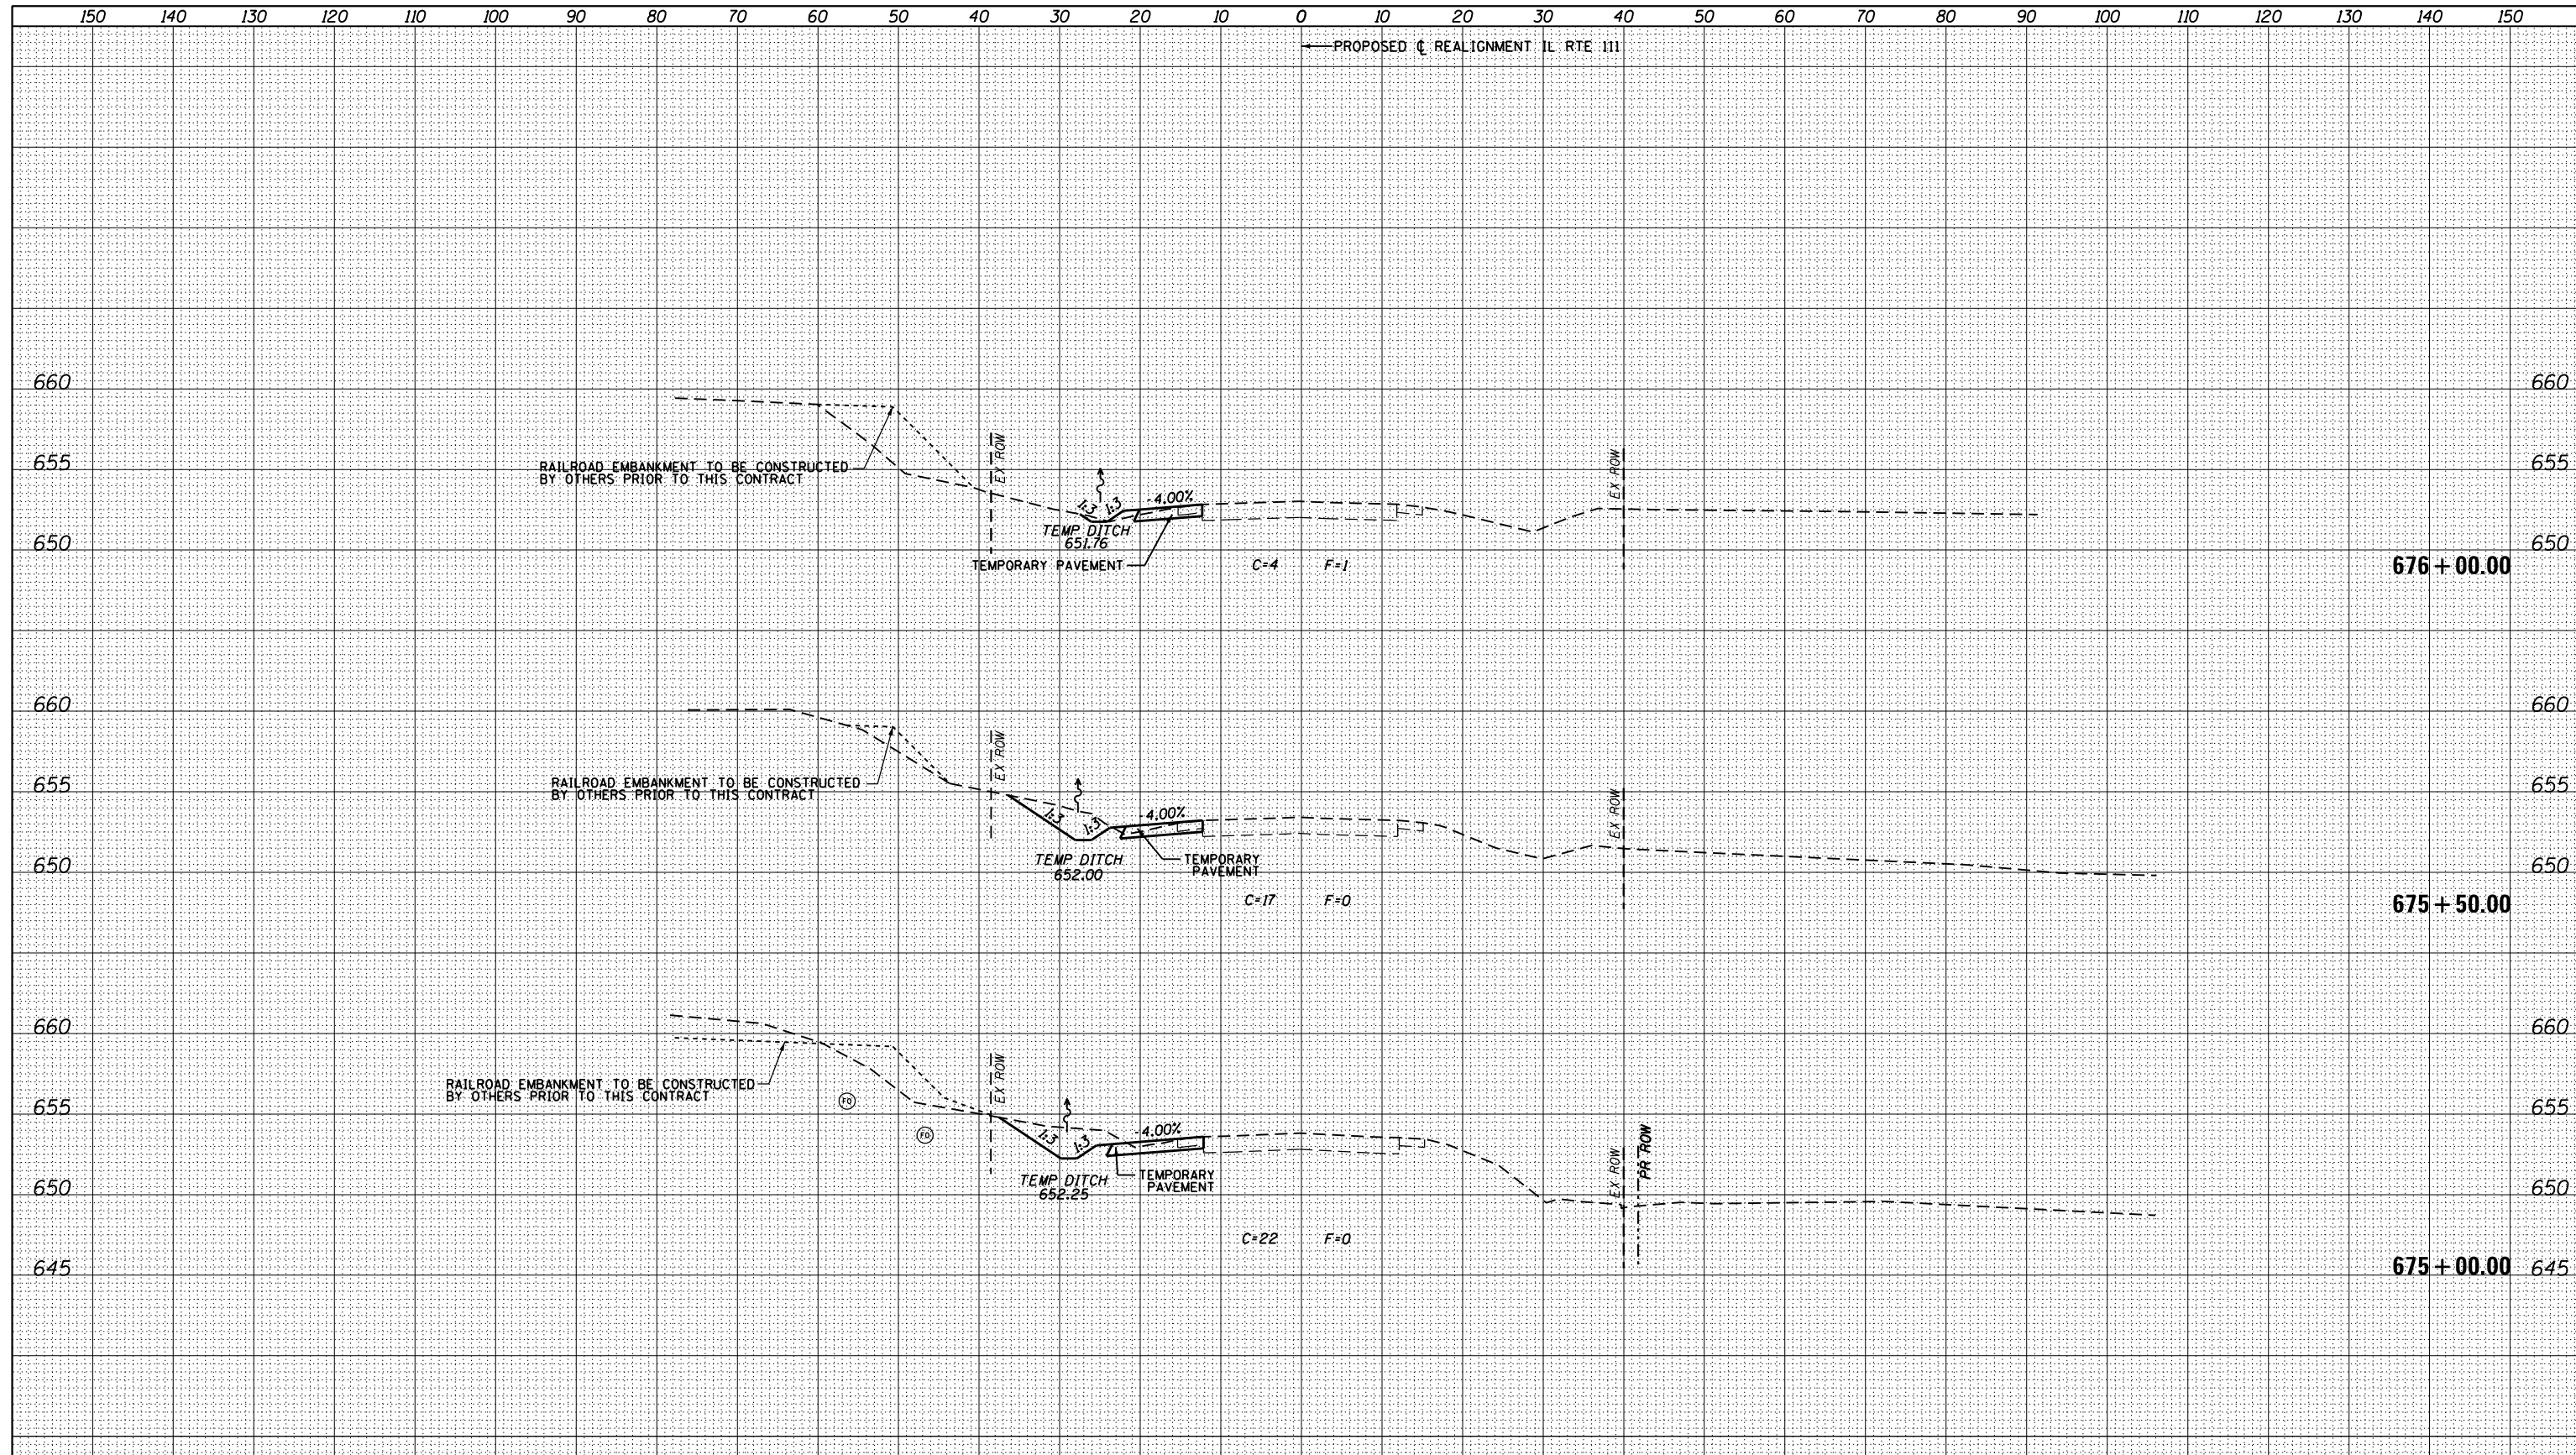 150 140 130 120 110 100 90 80 70 60 50 40 30 20 10 0 10 20 30 40 50 60 70 80 90 100 110 120 130 140 150
PROPOSED ℄ REALIGNMENT IL RTE 111
660 660
EX ROW
EX ROW
655 655
RAILROAD EMBANKMENT TO BE CONSTRUCTED
BY OTHERS PRIOR TO THIS CONTRACT
1:3 1:3 -4.00%
TEMP DITCH
651.76
650 650
TEMPORARY PAVEMENT
C=4 F=1
676+00.00
660 660
EX ROW
EX ROW
655 655
RAILROAD EMBANKMENT TO BE CONSTRUCTED
BY OTHERS PRIOR TO THIS CONTRACT
1:3 1:3 -4.00%
TEMP DITCH
652.00
TEMPORARY
PAVEMENT
650 650
C=17 F=0
675+50.00
660 660
EX ROW
RAILROAD EMBANKMENT TO BE CONSTRUCTED
BY OTHERS PRIOR TO THIS CONTRACT
FO
655 655
FO
1:3 1:3 -4.00%
EX ROW
PR ROW
TEMP DITCH
652.25
TEMPORARY
PAVEMENT
650 650
C=22 F=0
675+00.00
645 645